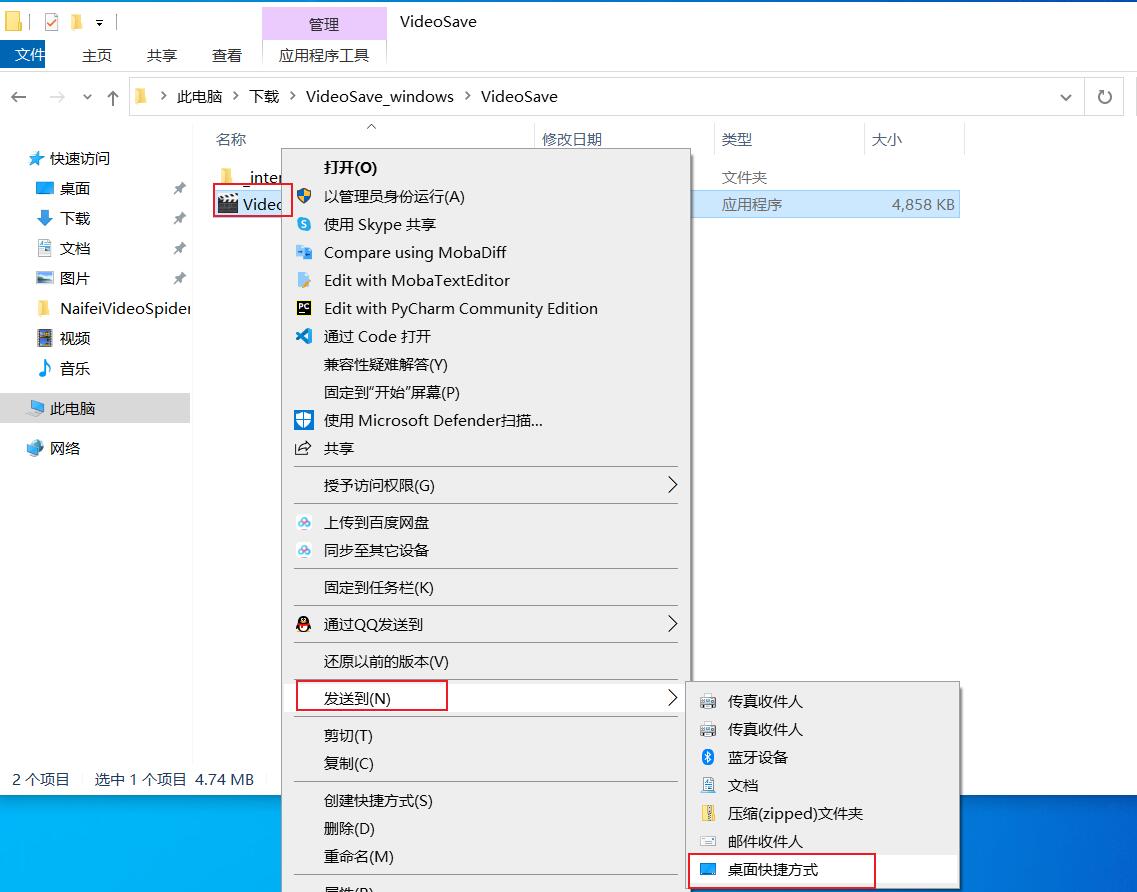 管理
VideoSave
文件
主页
共享
查看
应用程序工具
此电脑
下载
VideoSave_windows
VideoSave
名称
修改日期
类型
大小
快速访问
桌面
下载
文档
图片
NaifeiVideoSpider
视频
音乐
此电脑
网络
_inter
文件夹
Video
应用程序
4,858 KB
打开(O)
以管理员身份运行(A)
使用 Skype 共享
Compare using MobaDiff
Edit with MobaTextEditor
PC
Edit with PyCharm Community Edition
通过 Code 打开
兼容性疑难解答(Y)
固定到"开始"屏幕(P)
使用 Microsoft Defender扫描...
共享
授予访问权限(G)
上传到百度网盘
同步至其它设备
固定到任务栏(K)
通过QQ发送到
还原以前的版本(V)
发送到(N)
剪切(T)
复制(C)
创建快捷方式(S)
删除(D)
重命名(M)
属性(R)
传真收件人
传真收件人
蓝牙设备
文档
压缩(zipped)文件夹
邮件收件人
桌面快捷方式
2 个项目
选中 1 个项目 4.74 MB